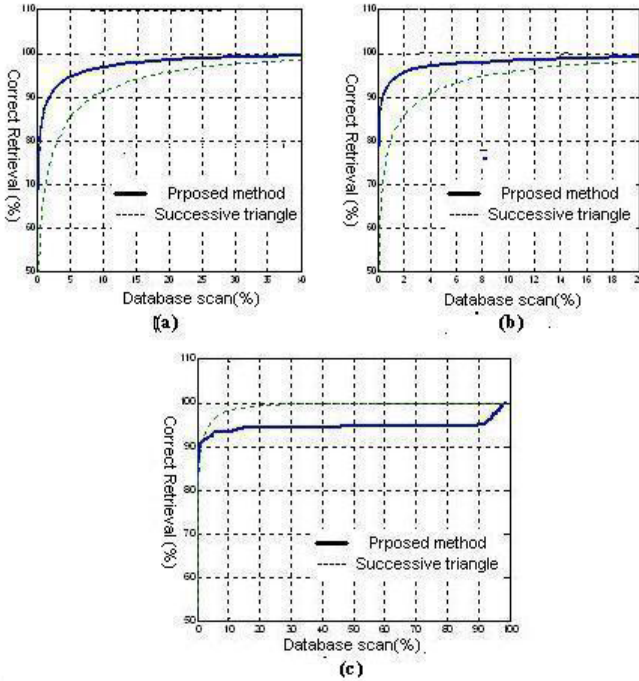 110
100
90
80
70
60
50
Correct Retrieval (%)
Prposed method
Successive triangle
0 5 10 15 20 25 30 35 40
Database scan(%)
(a)
110
100
90
80
70
60
50
Correct Retrieval (%)
Prposed method
Successive triangle
0 2 4 6 8 10 12 14 16 18 20
Database scan(%)
(b)
110
100
90
80
70
60
50
Correct Retrieval (%)
Prposed method
Successive triangle
0 10 20 30 40 50 60 70 80 90 100
Database scan(%)
(c)